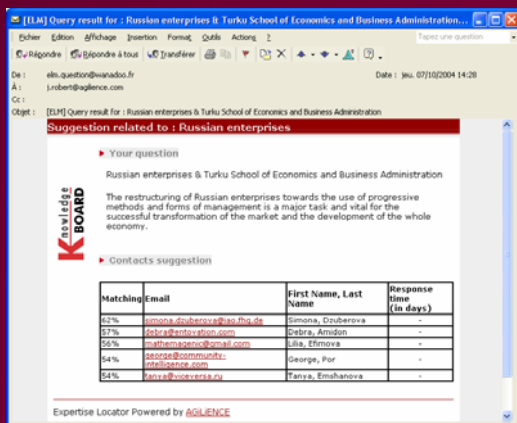 [ELM] Query result for : Russian enterprises & Turku School of Economics and Business Administration...
Fichier Edition Affichage Insertion Format Outils Actions ?
Tapez une question
Répondre Répondre à tous Transférer
De : elm.question@wanadoo.fr Date : jeu. 07/10/2004 14:28
À : j.robert@agilience.com
Cc :
Objet : [ELM] Query result for : Russian enterprises & Turku School of Economics and Business Administration
Suggestion related to : Russian enterprises
Your question
Russian enterprises & Turku School of Economics and Business Administration
The restructuring of Russian enterprises towards the use of progressive
methods and forms of management is a major task and vital for the
successful transformation of the market and the development of the whole
economy.
Knowledge
BOARD
Contacts suggestion
Matching Email First Name, Last Name Response time (in days)
62% simona.dzuberova@iao.fhg.de Simona, Dzuberova -
57% debra@entovation.com Debra, Amidon -
56% mathemagenic@gmail.com Lilia, Efimova -
54% george@community-intelligence.com George, Por -
54% tanya@viceversa.ru Tanya, Emshanova -
Expertise Locator Powered by AGILiENCE